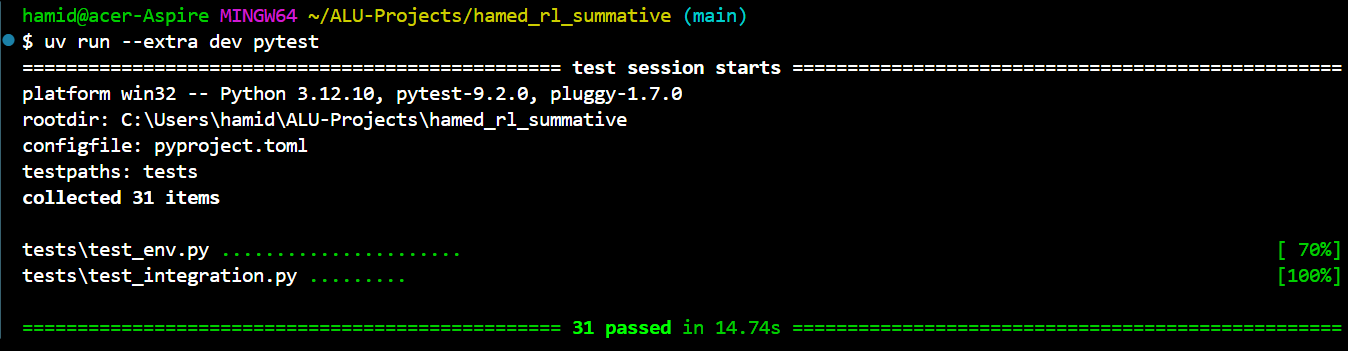 hamid@acer-Aspire MINGW64 ~/ALU-Projects/hamed_rl_summative (main)
$ uv run --extra dev pytest
================================================= test session starts ==================================================
platform win32 -- Python 3.12.10, pytest-9.2.0, pluggy-1.7.0
rootdir: C:\Users\hamid\ALU-Projects\hamed_rl_summative
configfile: pyproject.toml
testpaths: tests
collected 31 items
tests\test_env.py ...................... [ 70%]
tests\test_integration.py ......... [100%]
================================================= 31 passed in 14.74s ==================================================